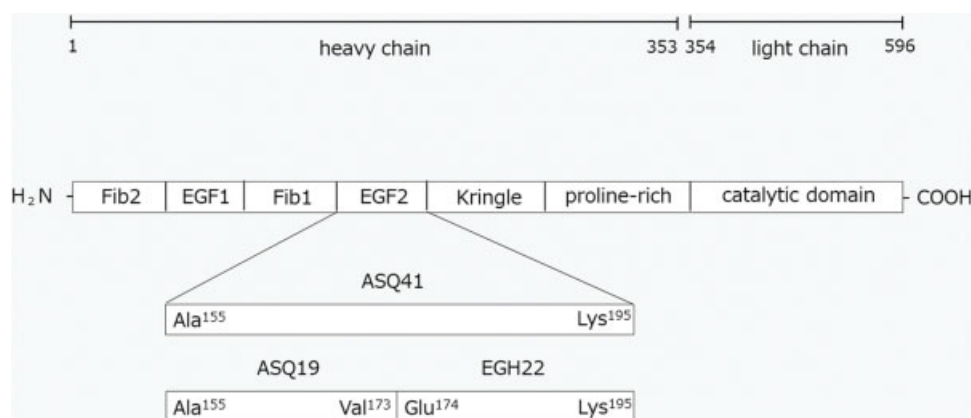 1 heavy chain 353 354 light chain 596
H₂N Fib2 EGF1 Fib1 EGF2 Kringle proline-rich catalytic domain COOH
ASQ41
Ala¹⁵⁵ Lys¹⁹⁵
ASQ19 EGH22
Ala¹⁵⁵ Val¹⁷³ Glu¹⁷⁴ Lys¹⁹⁵